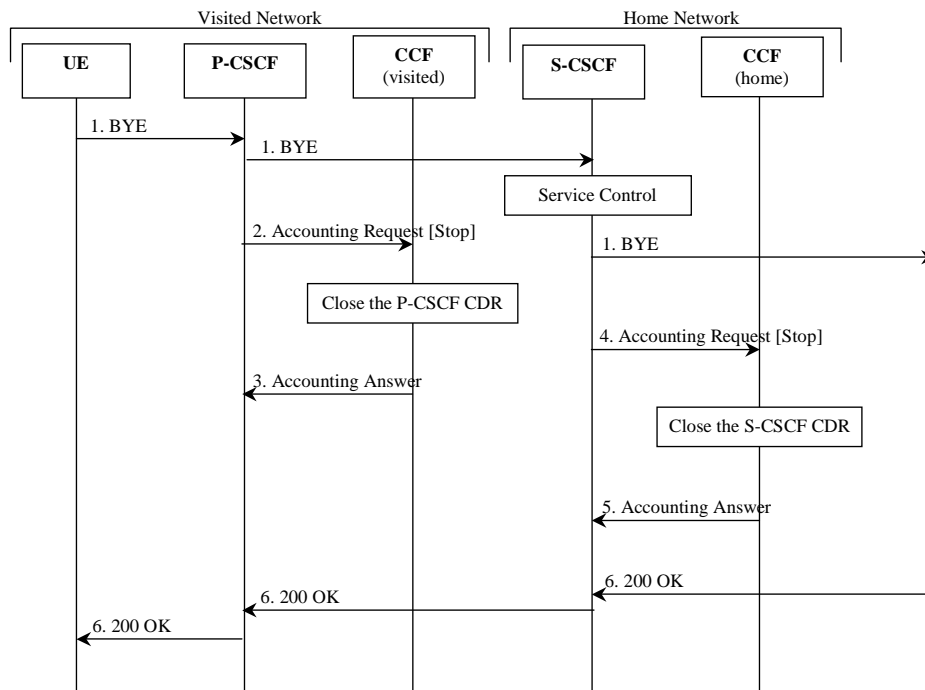 Visited Network
Home Network
UE
P-CSCF
CCF
(visited)
S-CSCF
CCF
(home)
1. BYE
1. BYE
Service Control
2. Accounting Request [Stop]
1. BYE
Close the P-CSCF CDR
4. Accounting Request [Stop]
3. Accounting Answer
Close the S-CSCF CDR
5. Accounting Answer
6. 200 OK
6. 200 OK
6. 200 OK